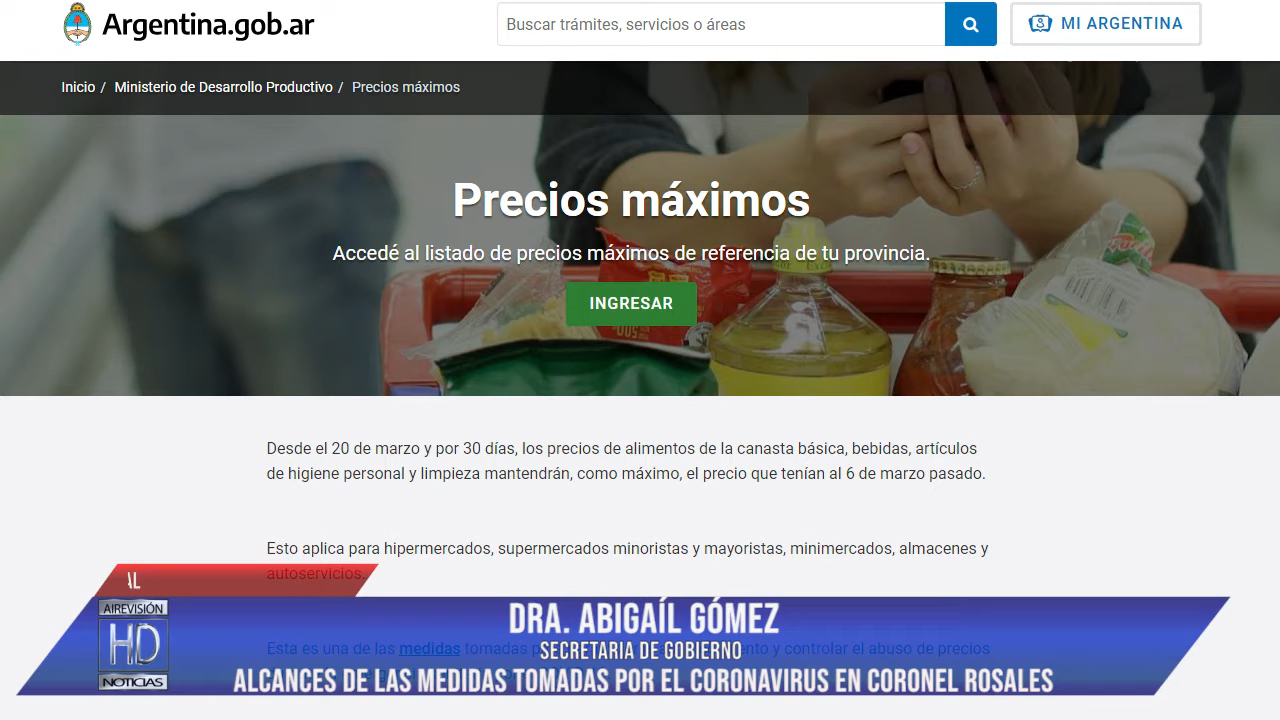 Argentina.gob.ar
Buscar trámites, servicios o áreas
MI ARGENTINA
Inicio / Ministerio de Desarrollo Productivo / Precios máximos
Precios máximos
Accedé al listado de precios máximos de referencia de tu provincia.
INGRESAR
Desde el 20 de marzo y por 30 días, los precios de alimentos de la canasta básica, bebidas, artículos
de higiene personal y limpieza mantendrán, como máximo, el precio que tenían al 6 de marzo pasado.
Esto aplica para hipermercados, supermercados minoristas y mayoristas, minimercados, almacenes y
autoservicios.
AIREVISIÓN
HD
NOTICIAS
DRA. ABIGAÍL GÓMEZ
Esta es una de las medidas tomadas y controlar el abuso de precios
SECRETARIA DE GOBIERNO
ALCANCES DE LAS MEDIDAS TOMADAS POR EL CORONAVIRUS EN CORONEL ROSALES